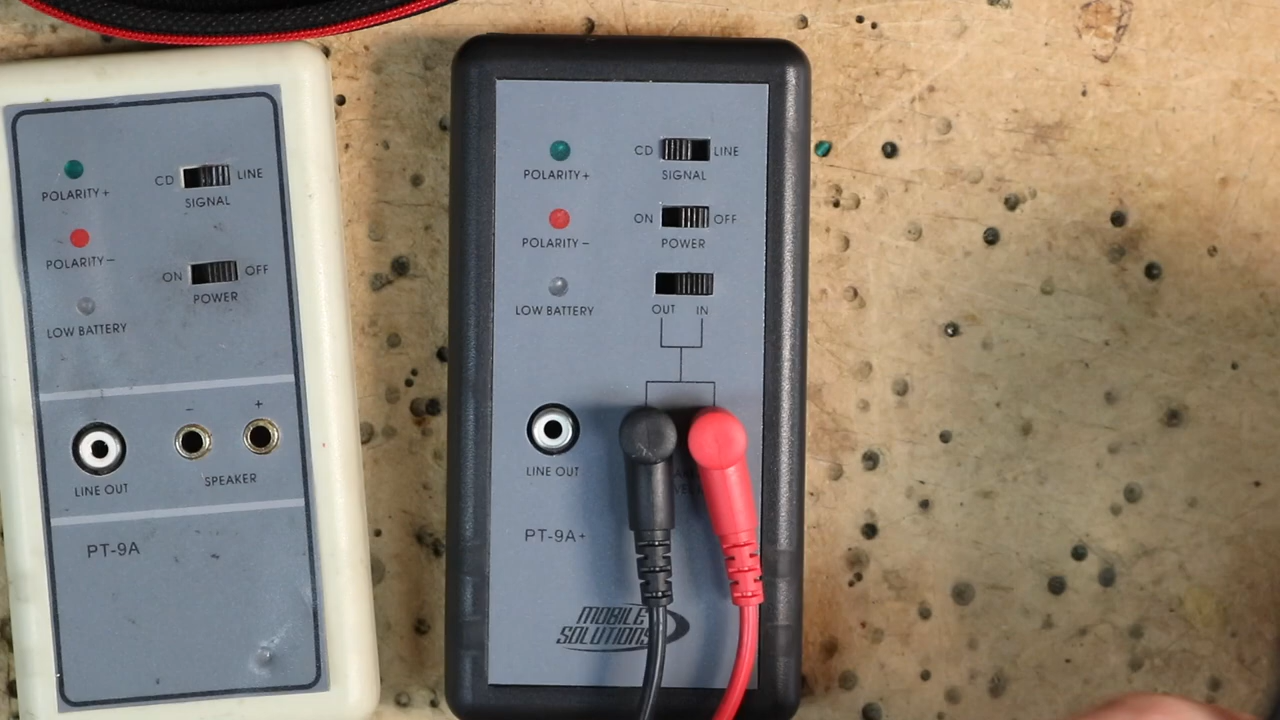 POLARITY +
CD
LINE
SIGNAL
POLARITY −
ON
OFF
POWER
LOW BATTERY
−
+
LINE OUT
SPEAKER
PT-9A
POLARITY +
CD
LINE
SIGNAL
POLARITY −
ON
OFF
POWER
LOW BATTERY
OUT
IN
LINE OUT
PT-9A+
MOBILE
SOLUTIONS